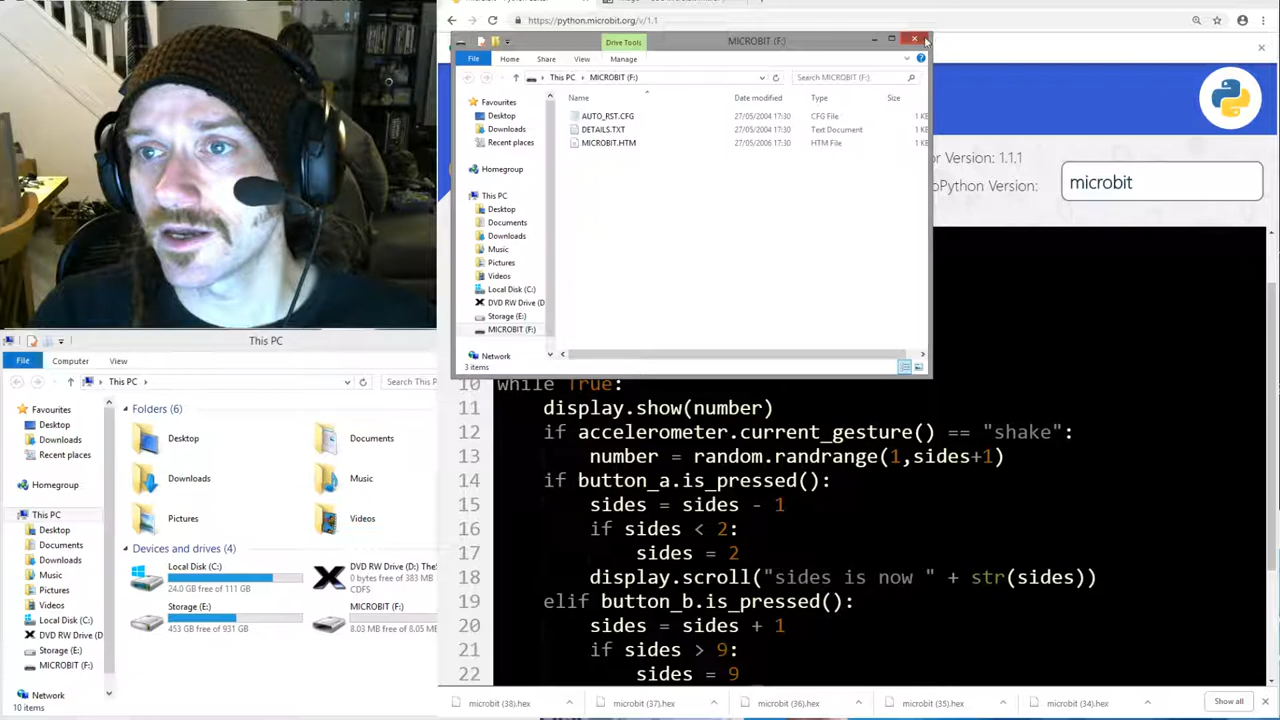 https://python.microbit.org/v/1.1
Drive Tools
MICROBIT (F:)
File Home Share View Manage
This PC MICROBIT (F:)
Search MICROBIT (F:)
Name Date modified Type Size
Favourites
Desktop
Downloads
Recent places
Homegroup
This PC
Desktop
Documents
Downloads
Music
Pictures
Videos
Local Disk (C:)
DVD RW Drive (D
Storage (E:)
MICROBIT (F:)
Network
3 items
AUTO_RST.CFG 27/05/2004 17:30 CFG File 1 K
DETAILS.TXT 27/05/2004 17:30 Text Document 1 K
MICROBIT.HTM 27/05/2006 17:30 HTM File 1 K
or Version: 1.1.1
oPython Version:
microbit
10 while True:
11 display.show(number)
12 if accelerometer.current_gesture() == "shake":
13 number = random.randrange(1,sides+1)
14 if button_a.is_pressed():
15 sides = sides - 1
16 if sides < 2:
17 sides = 2
18 display.scroll("sides is now " + str(sides))
19 elif button_b.is_pressed():
20 sides = sides + 1
21 if sides > 9:
22 sides = 9
This PC
File Computer View
This PC
Search This P
Favourites
Desktop
Downloads
Recent places
Homegroup
This PC
Desktop
Documents
Downloads
Music
Pictures
Videos
Local Disk (C:)
DVD RW Drive (D
Storage (E:)
MICROBIT (F:)
Network
10 items
Folders (6)
Desktop Documents
Downloads Music
Pictures Videos
Devices and drives (4)
Local Disk (C:)
24.0 GB free of 111 GB
DVD RW Drive (D:) The
0 bytes free of 383 MB
CDFS
Storage (E:)
453 GB free of 931 GB
MICROBIT (F:)
8.03 MB free of 8.05 MB
microbit (38).hex microbit (37).hex microbit (36).hex microbit (35).hex microbit (34).hex Show all